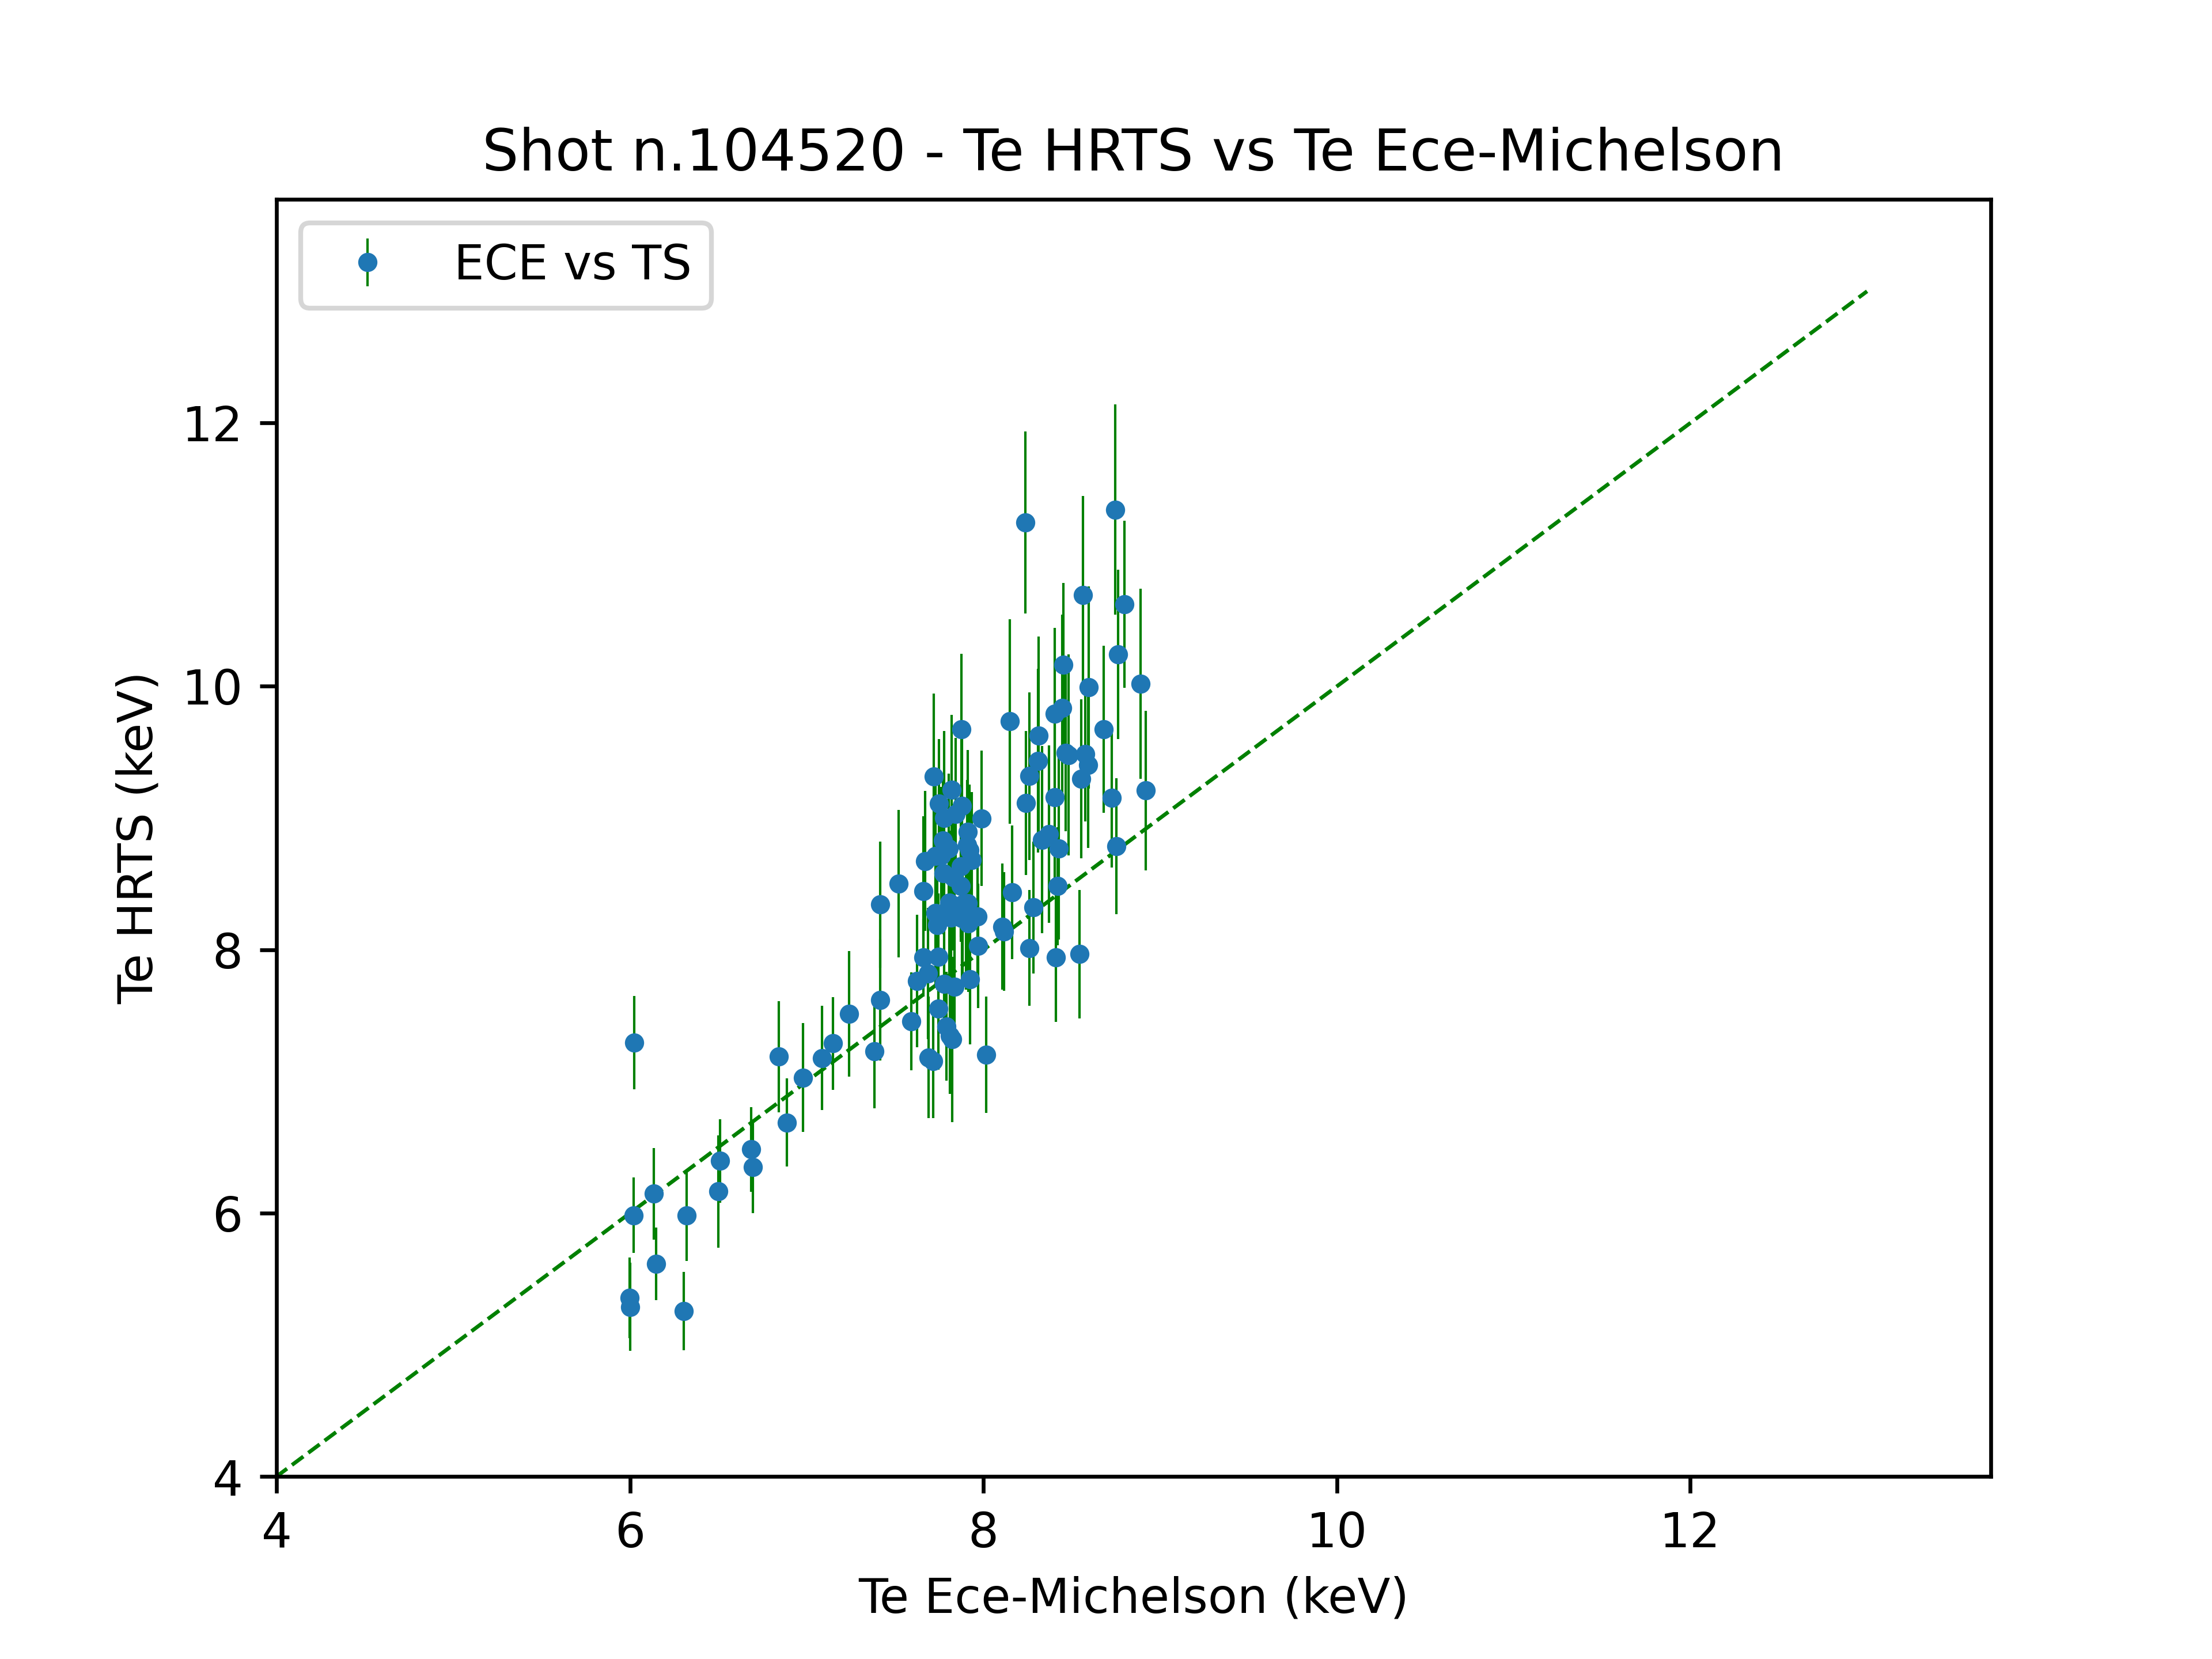 Shot n.104520 - Te HRTS vs Te Ece-Michelson
ECE vs TS
12
10
8
6
4
Te HRTS (keV)
4 6 8 10 12
Te Ece-Michelson (keV)